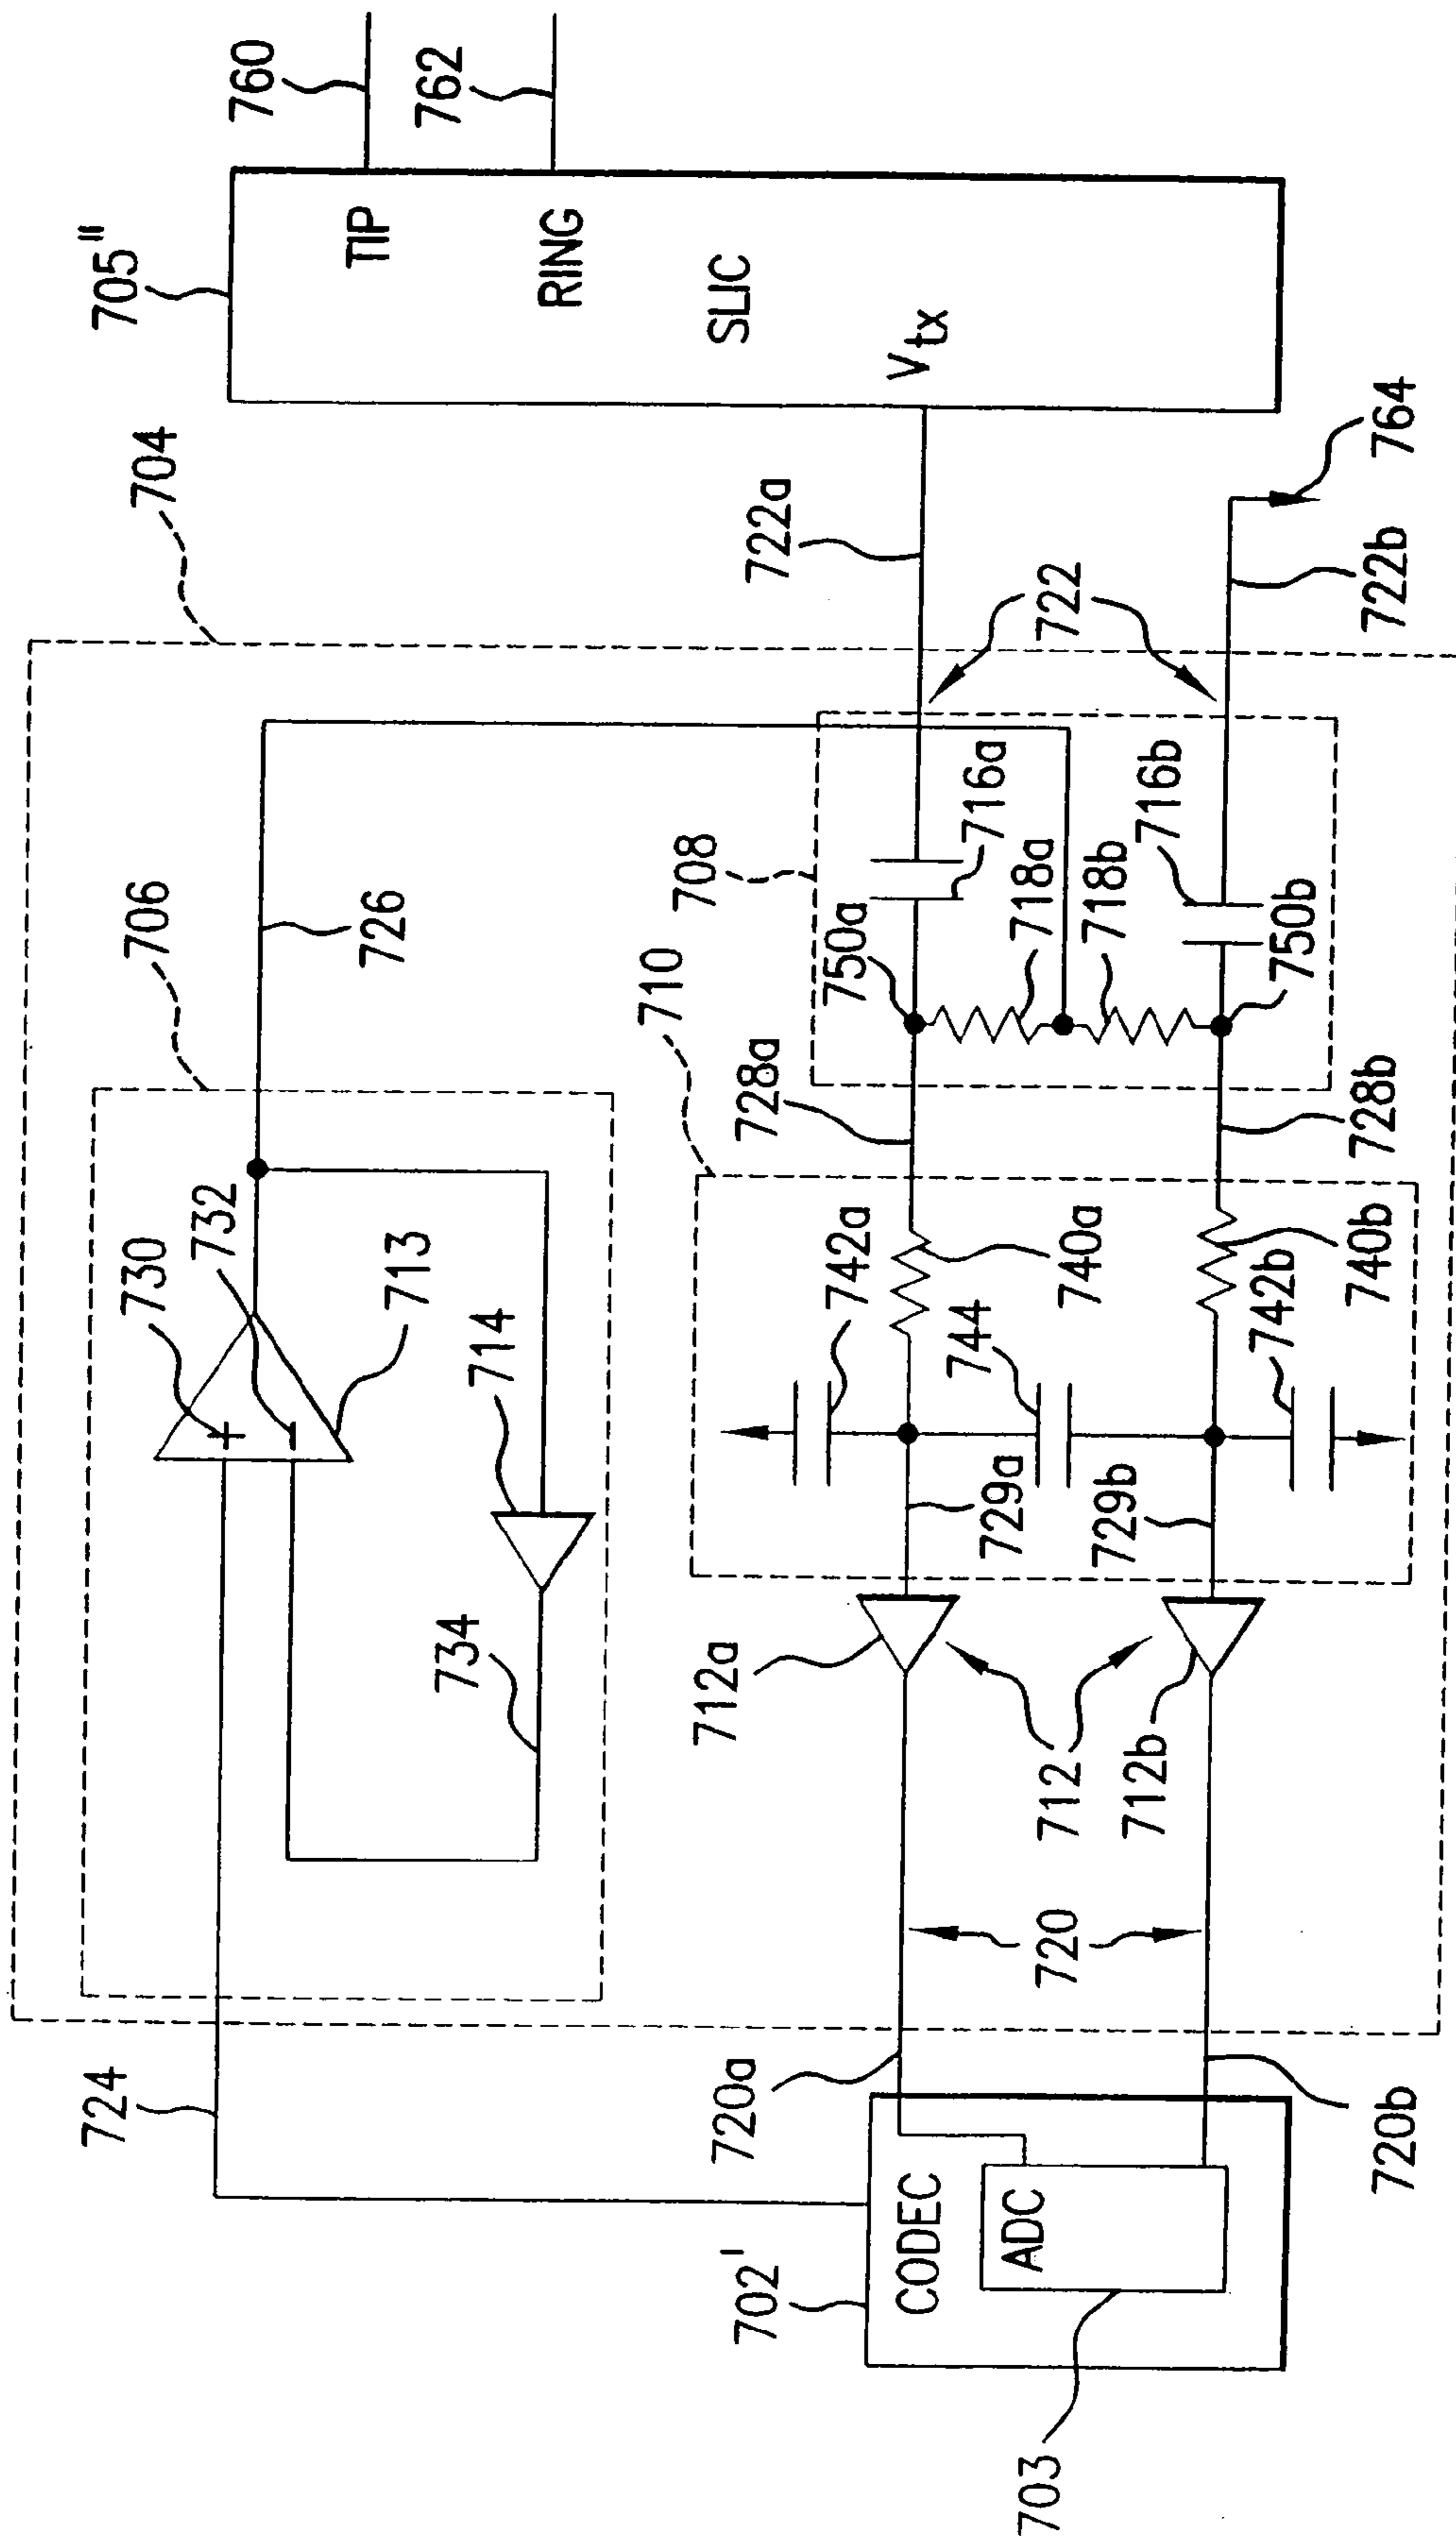 705"
TIP
RING
SLIC
Vtx
760
762
704
722a
722
722b
764
706
726
708
716a
718a
718b
716b
750a
750b
710
728a
728b
730
732
713
714
734
742a
740a
744
742b
740b
729a
729b
712a
712
712b
724
720a
720
720b
702'
CODEC
ADC
703